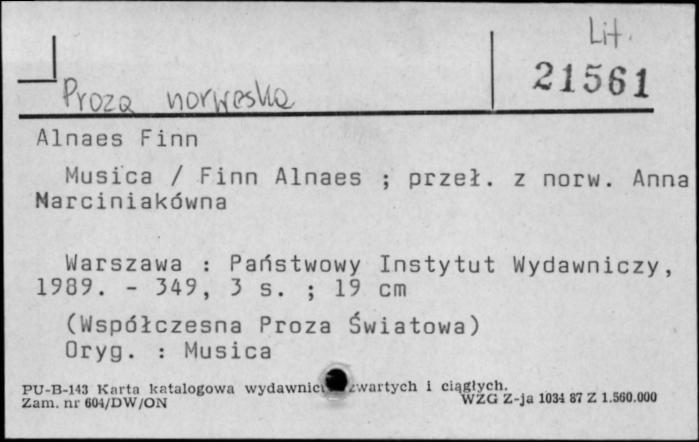 Lit.
21561
Proza norweska
Alnaes Finn
Musica / Finn Alnaes ; przeł. z norw. Anna
Marciniakówna
Warszawa : Państwowy Instytut Wydawniczy,
1989. - 349, 3 s. ; 19 cm
(Współczesna Proza Światowa)
Oryg. : Musica
PU-B-143 Karta katalogowa wydawnictw zwartych i ciągłych.
Zam. nr 604/DW/ON WZG Z-ja 1034 87 Z 1.560.000